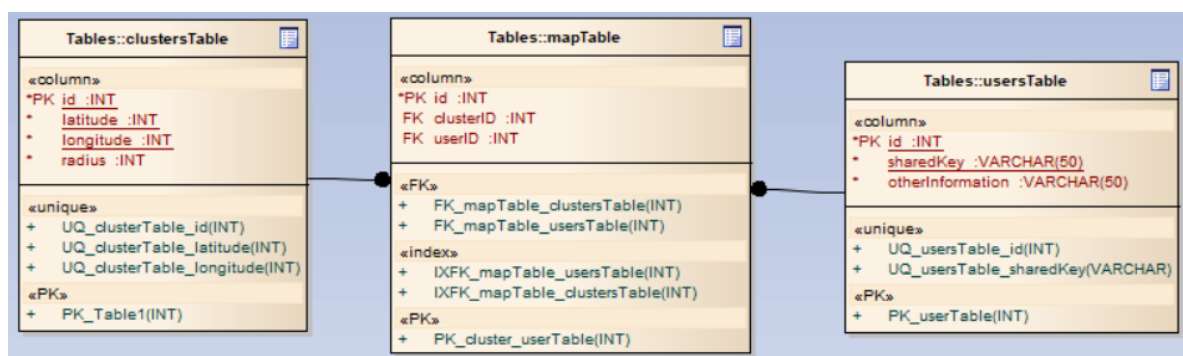 Tables::clustersTable
«column»
*PK id :INT
* latitude :INT
* longitude :INT
* radius :INT
«unique»
+ UQ_clusterTable_id(INT)
+ UQ_clusterTable_latitude(INT)
+ UQ_clusterTable_longitude(INT)
«PK»
+ PK_Table1(INT)
Tables::mapTable
«column»
*PK id :INT
FK clusterID :INT
FK userID :INT
«FK»
+ FK_mapTable_clustersTable(INT)
+ FK_mapTable_usersTable(INT)
«index»
+ IXFK_mapTable_usersTable(INT)
+ IXFK_mapTable_clustersTable(INT)
«PK»
+ PK_cluster_userTable(INT)
Tables::usersTable
«column»
*PK id :INT
* sharedKey :VARCHAR(50)
* otherInformation :VARCHAR(50)
«unique»
+ UQ_usersTable_id(INT)
+ UQ_usersTable_sharedKey(VARCHAR)
«PK»
+ PK_userTable(INT)